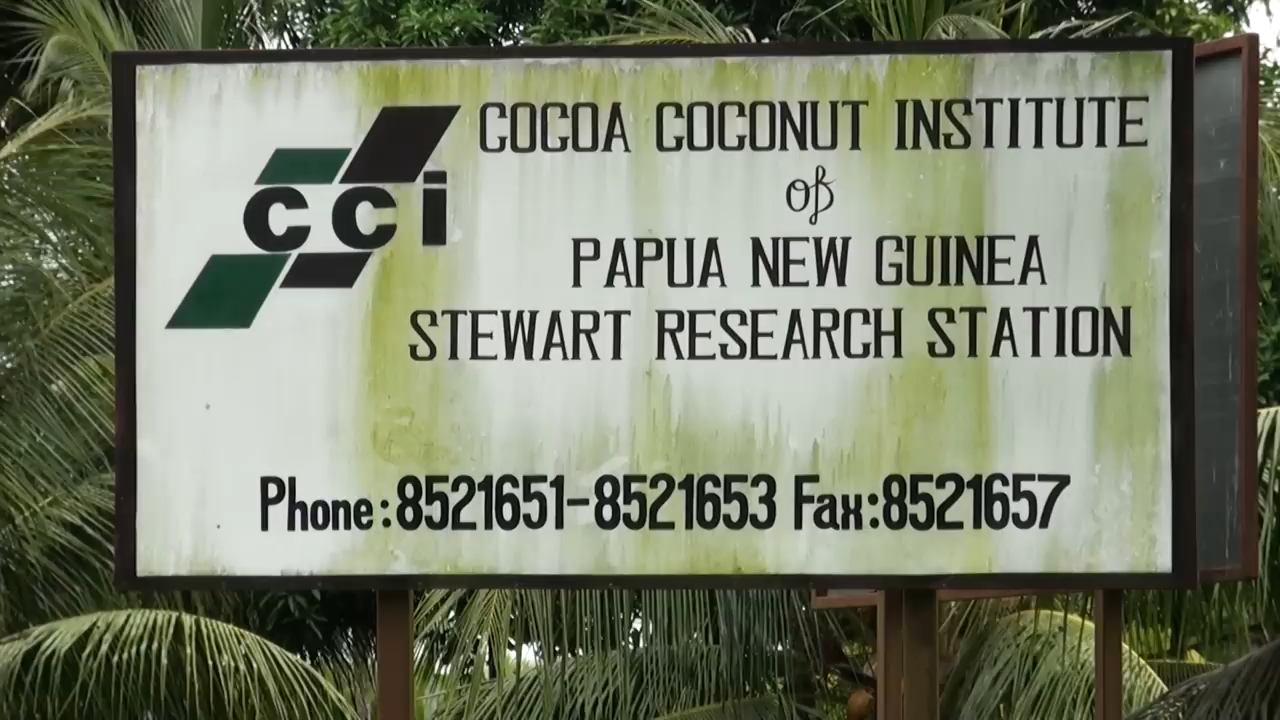 cci
COCOA COCONUT INSTITUTE
of
PAPUA NEW GUINEA
STEWART RESEARCH STATION
Phone:8521651-8521653 Fax:8521657